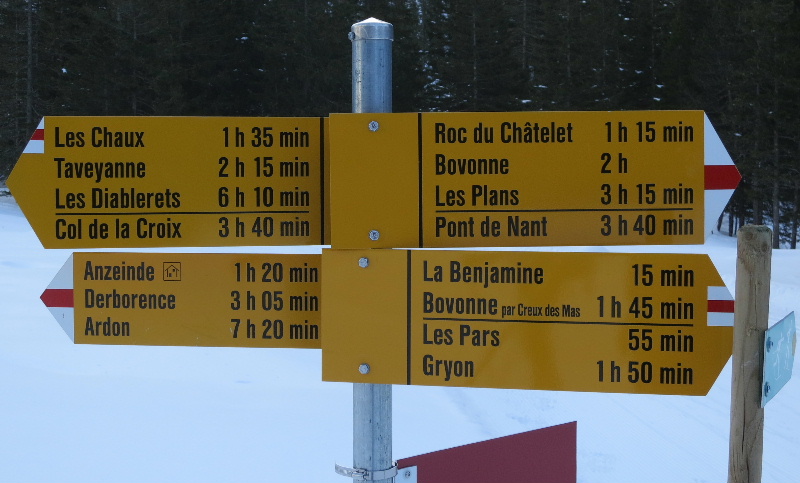 Les Chaux 1 h 35 min
Taveyanne 2 h 15 min
Les Diablerets 6 h 10 min
Col de la Croix 3 h 40 min
Roc du Châtelet 1 h 15 min
Bovonne 2 h
Les Plans 3 h 15 min
Pont de Nant 3 h 40 min
Anzeinde 1 h 20 min
Derborence 3 h 05 min
Ardon 7 h 20 min
La Benjamine 15 min
Bovonne par Creux des Mas 1 h 45 min
Les Pars 55 min
Gryon 1 h 50 min